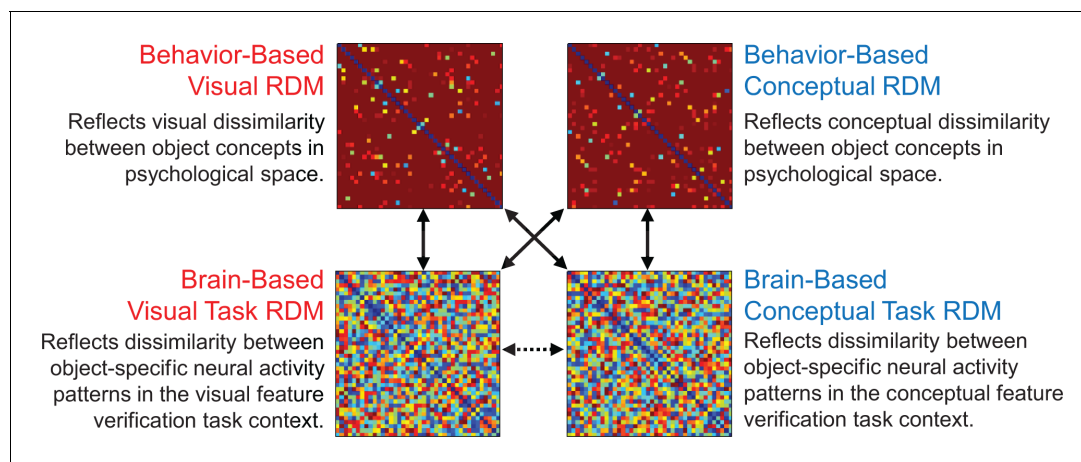 Behavior-Based
Visual RDM
Reflects visual dissimilarity
between object concepts in
psychological space.
Behavior-Based
Conceptual RDM
Reflects conceptual dissimilarity
between object concepts in
psychological space.
Brain-Based
Visual Task RDM
Reflects dissimilarity between
object-specific neural activity
patterns in the visual feature
verification task context.
Brain-Based
Conceptual Task RDM
Reflects dissimilarity between
object-specific neural activity
patterns in the conceptual feature
verification task context.